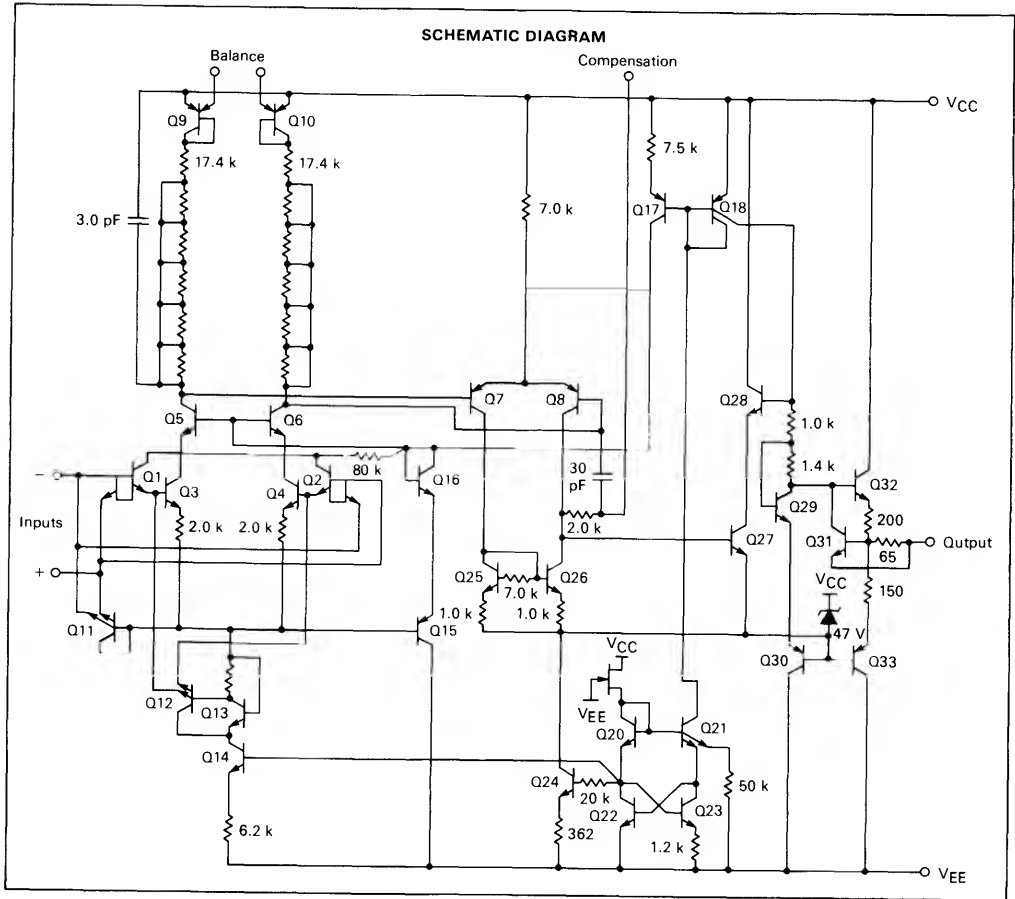 SCHEMATIC DIAGRAM
Balance
Compensation
Q9
Q10
VCC
17.4 k
17.4 k
7.5 k
3.0 pF
7.0 k
Q17
Q18
Q7
Q8
Q28
1.0 k
Q5
Q6
1.4 k
–
Q1
80 k
Q2
Q16
30
pF
Q29
Q32
Q3
Q4
200
Inputs
2.0 k
2.0 k
2.0 k
Q27
Q31
65
Qutput
+
Q25
7.0 k
Q26
VCC
150
1.0 k
1.0 k
47 V
Q11
Q15
Q30
Q33
VCC
Q12
Q13
VEE
Q20
Q21
Q14
Q24
20 k
Q22
Q23
50 k
6.2 k
362
1.2 k
VEE